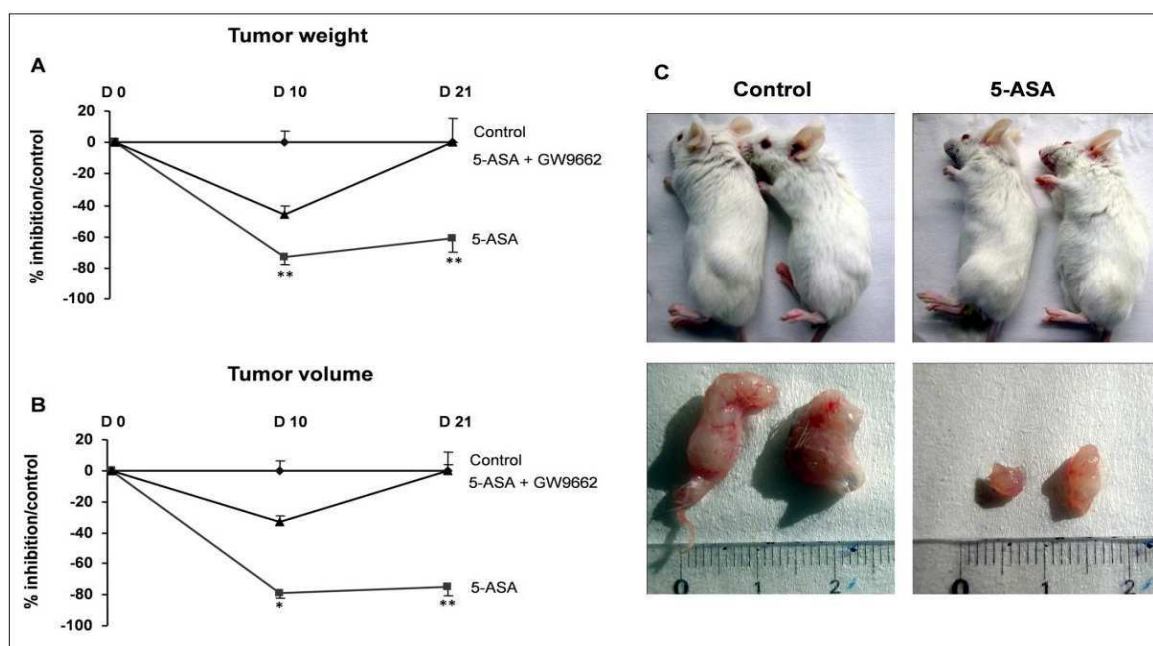 Tumor weight
A
D 0 D 10 D 21
20
0
-20
-40
-60
-80
-100
% inhibition/control
Control
5-ASA + GW9662
5-ASA
** **
Tumor volume
B
D 0 D 10 D 21
20
0
-20
-40
-60
-80
-100
% inhibition/control
Control
5-ASA + GW9662
5-ASA
* **
C
Control 5-ASA
0 1 2
0 1 2